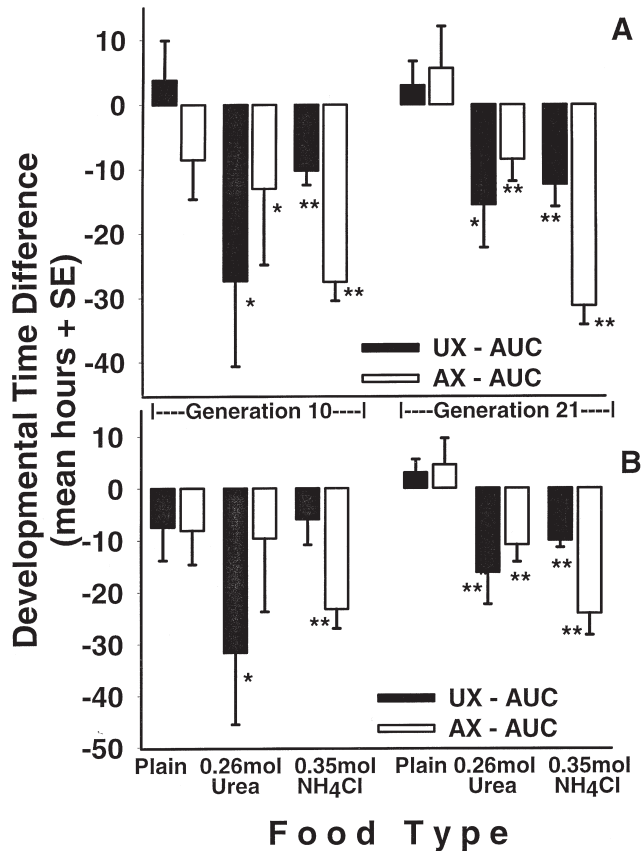 A
10
0
-10
-20
-30
-40
*
*
**
**
*
**
**
**
UX - AUC
AX - AUC
|----Generation 10----| |----Generation 21----|
B
10
0
-10
-20
-30
-40
-50
*
**
**
**
**
**
UX - AUC
AX - AUC
Plain 0.26mol Urea 0.35mol NH4Cl Plain 0.26mol Urea 0.35mol NH4Cl
Food Type
Developmental Time Difference
(mean hours + SE)